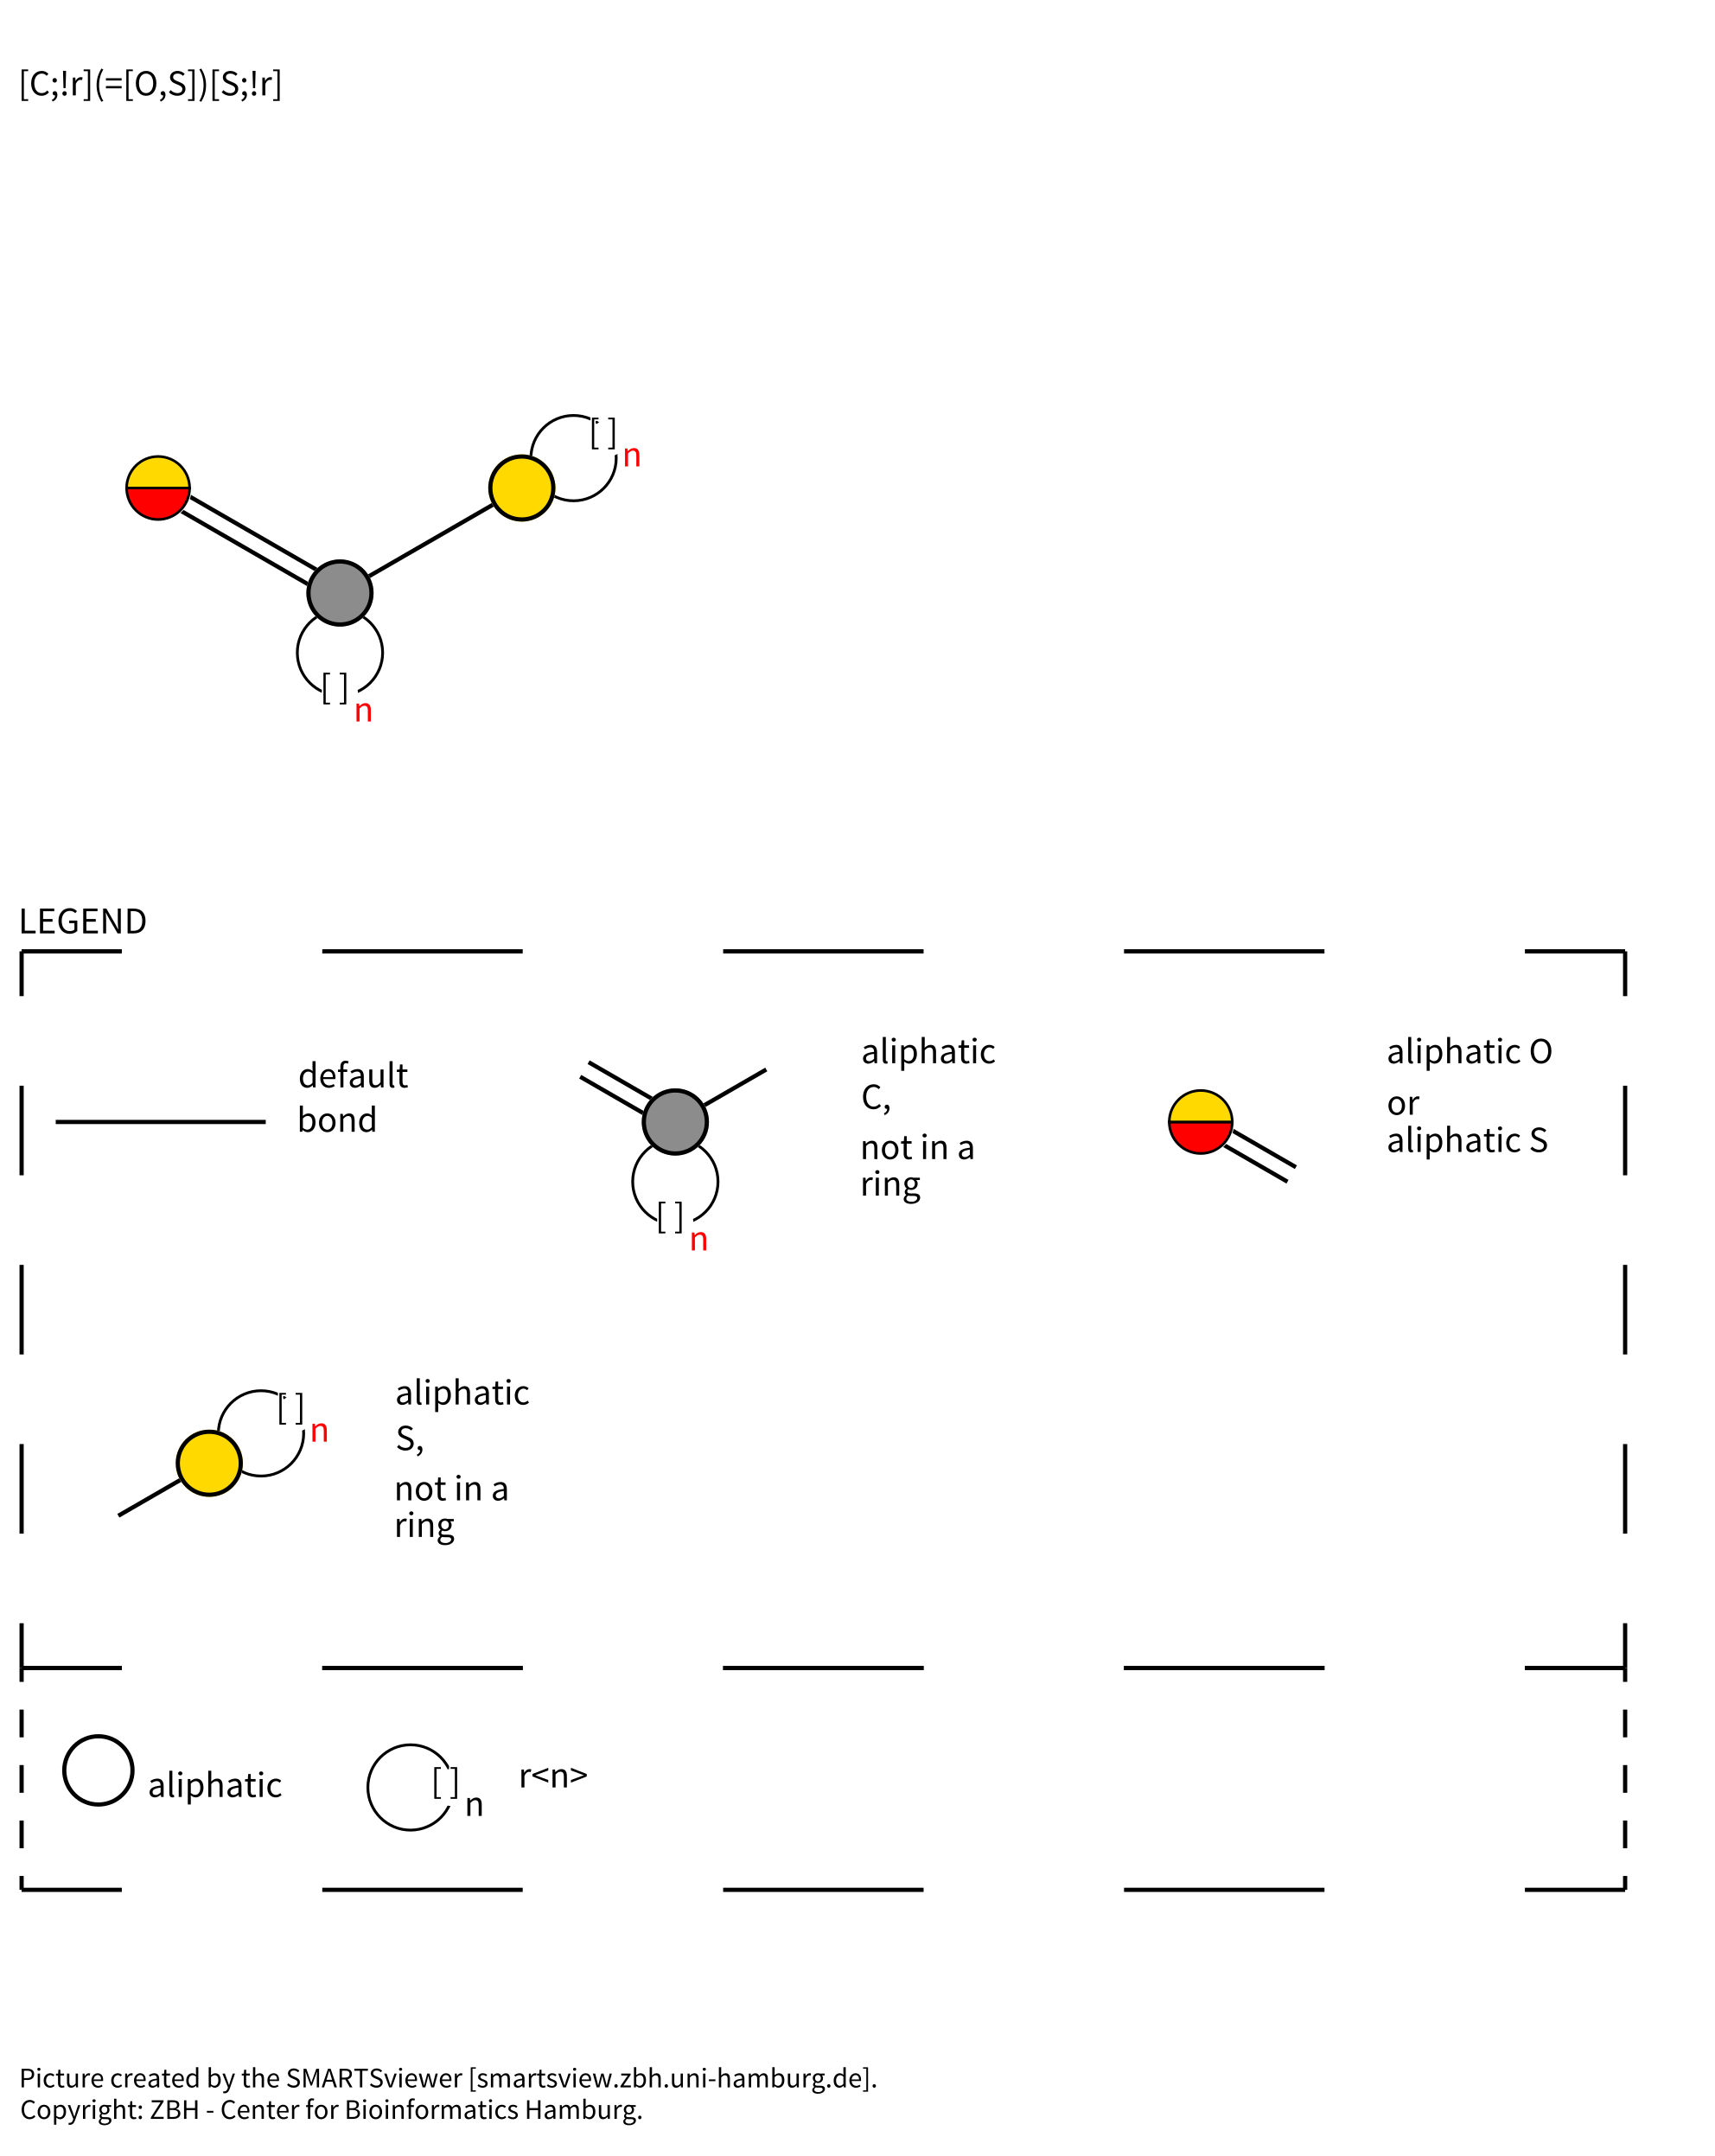 [C;!r](=[O,S])[S;!r]
[ ]
n
[ ]
n
LEGEND
default
bond
[ ]
n
aliphatic
C,
not in a
ring
aliphatic O
or
aliphatic S
[ ]
n
aliphatic
S,
not in a
ring
aliphatic
[ ]
n
r<n>
Picture created by the SMARTSviewer [smartsview.zbh.uni-hamburg.de].
Copyright: ZBH - Center for Bioinformatics Hamburg.